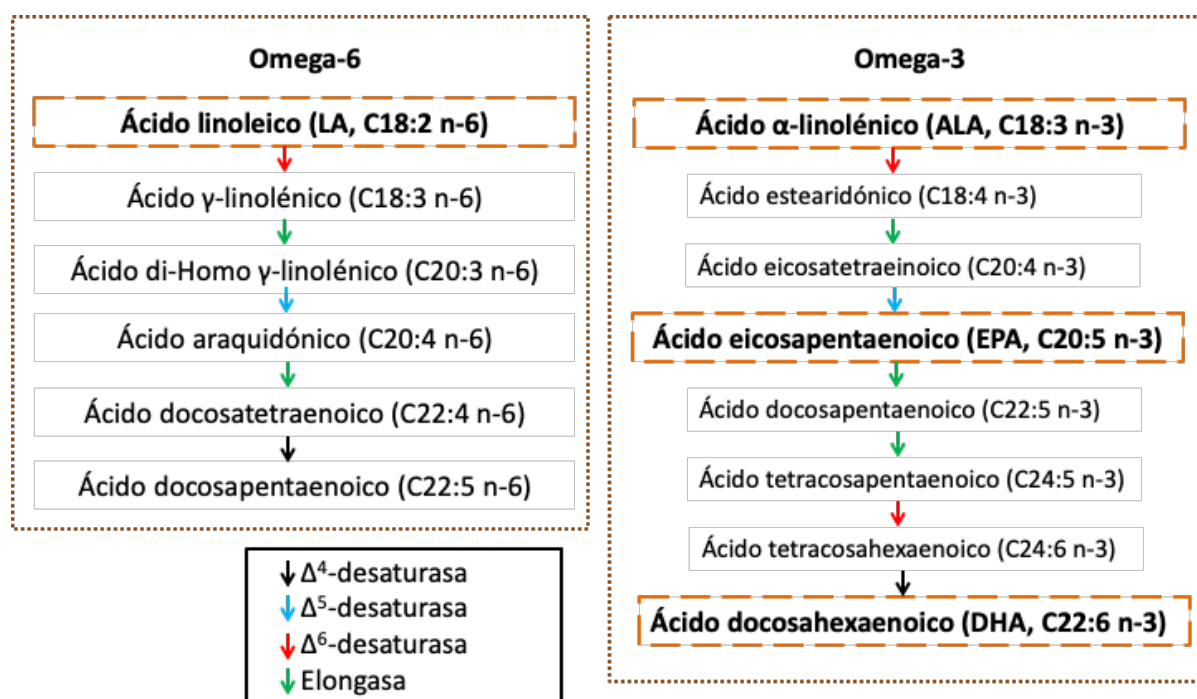 Omega-6
Ácido linoleico (LA, C18:2 n-6)
Ácido γ-linolénico (C18:3 n-6)
Ácido di-Homo γ-linolénico (C20:3 n-6)
Ácido araquidónico (C20:4 n-6)
Ácido docosatetraenoico (C22:4 n-6)
Ácido docosapentaenoico (C22:5 n-6)
Omega-3
Ácido α-linolénico (ALA, C18:3 n-3)
Ácido estearidónico (C18:4 n-3)
Ácido eicosatetraeinoico (C20:4 n-3)
Ácido eicosapentaenoico (EPA, C20:5 n-3)
Ácido docosapentaenoico (C22:5 n-3)
Ácido tetracosapentaenoico (C24:5 n-3)
Ácido tetracosahexaenoico (C24:6 n-3)
Ácido docosahexaenoico (DHA, C22:6 n-3)
Δ⁴-desaturasa
Δ⁵-desaturasa
Δ⁶-desaturasa
Elongasa